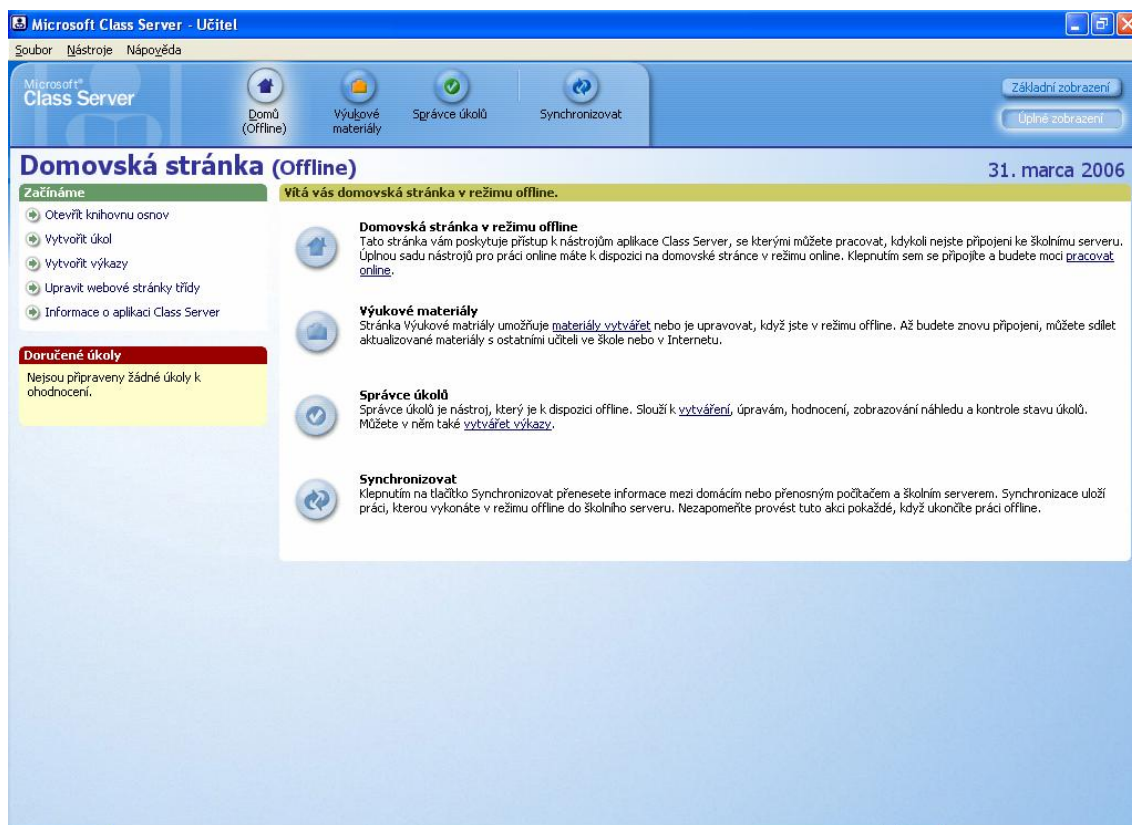 Microsoft Class Server - Učitel
Soubor Nástroje Nápověda
Microsoft®
Class Server
Domů
(Offline)
Výukové
materiály
Správce úkolů
Synchronizovat
Základní zobrazení
Úplné zobrazení
Domovská stránka (Offline)
31. marca 2006
Začínáme
Otevřít knihovnu osnov
Vytvořit úkol
Vytvořit výkazy
Upravit webové stránky třídy
Informace o aplikaci Class Server
Doručené úkoly
Nejsou připraveny žádné úkoly k
ohodnocení.
Vítá vás domovská stránka v režimu offline.
Domovská stránka v režimu offline
Tato stránka vám poskytuje přístup k nástrojům aplikace Class Server, se kterými můžete pracovat, kdykoli nejste připojeni ke školnímu serveru.
Úplnou sadu nástrojů pro práci online máte k dispozici na domovské stránce v režimu online. Klepnutím sem se připojíte a budete moci pracovat
online.
Výukové materiály
Stránka Výukové matriály umožňuje materiály vytvářet nebo je upravovat, když jste v režimu offline. Až budete znovu připojeni, můžete sdílet
aktualizované materiály s ostatními učiteli ve škole nebo v Internetu.
Správce úkolů
Správce úkolů je nástroj, který je k dispozici offline. Slouží k vytváření, úpravám, hodnocení, zobrazování náhledu a kontrole stavu úkolů.
Můžete v něm také vytvářet výkazy.
Synchronizovat
Klepnutím na tlačítko Synchronizovat přenesete informace mezi domácím nebo přenosným počítačem a školním serverem. Synchronizace uloží
práci, kterou vykonáte v režimu offline do školního serveru. Nezapomeňte provést tuto akci pokaždé, když ukončíte práci offline.